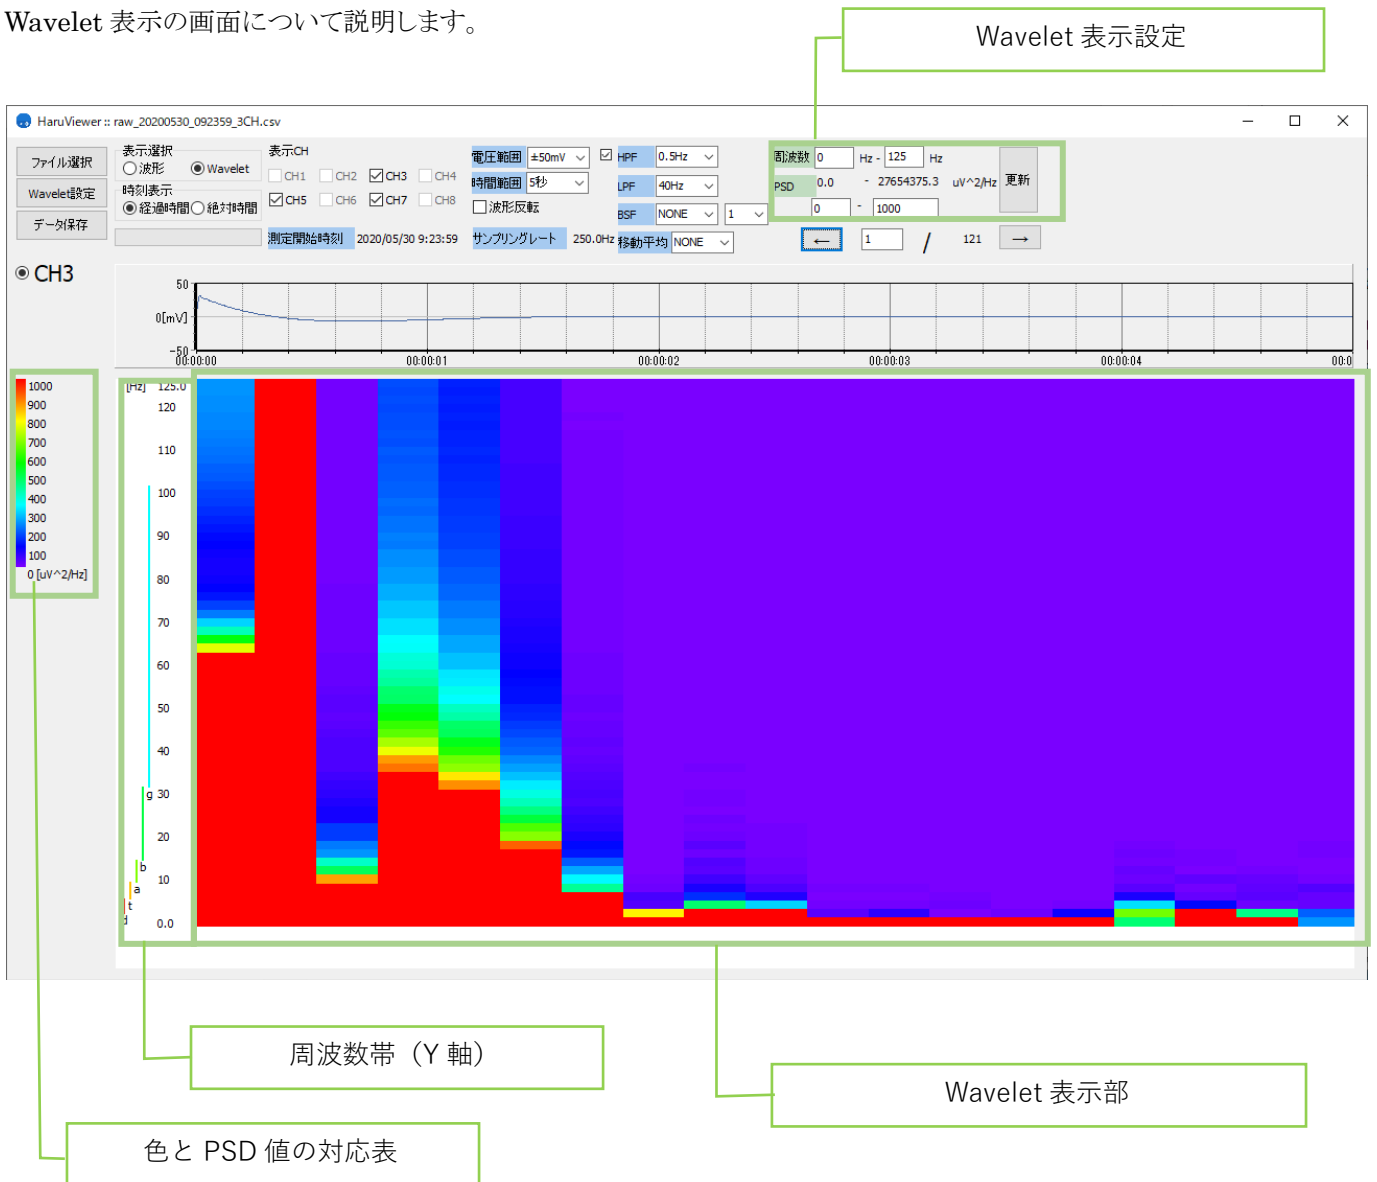 Wavelet 表示の画面について説明します。
Wavelet 表示設定
HaruViewer :: raw_20200530_092359_3CH.csv
ファイル選択
Wavelet設定
データ保存
表示選択
波形 Wavelet
時刻表示
経過時間 絶対時間
表示CH
CH1 CH2 CH3 CH4
CH5 CH6 CH7 CH8
測定開始時刻 2020/05/30 9:23:59
電圧範囲 ±50mV
時間範囲 5秒
波形反転
サンプリングレート 250.0Hz
HPF 0.5Hz
LPF 40Hz
BSF NONE 1
移動平均 NONE
周波数 0 Hz - 125 Hz
PSD 0.0 - 27654375.3 uV^2/Hz
0 - 1000
更新
← 1 / 121 →
CH3
50
0[mV]
-50
00:00:00 00:00:01 00:00:02 00:00:03 00:00:04 00:0
1000
900
800
700
600
500
400
300
200
100
0 [uV^2/Hz]
[Hz] 125.0
120
110
100
90
80
70
60
50
40
g 30
20
b
10
a
t
d
0.0
周波数帯（Y 軸）
Wavelet 表示部
色と PSD 値の対応表